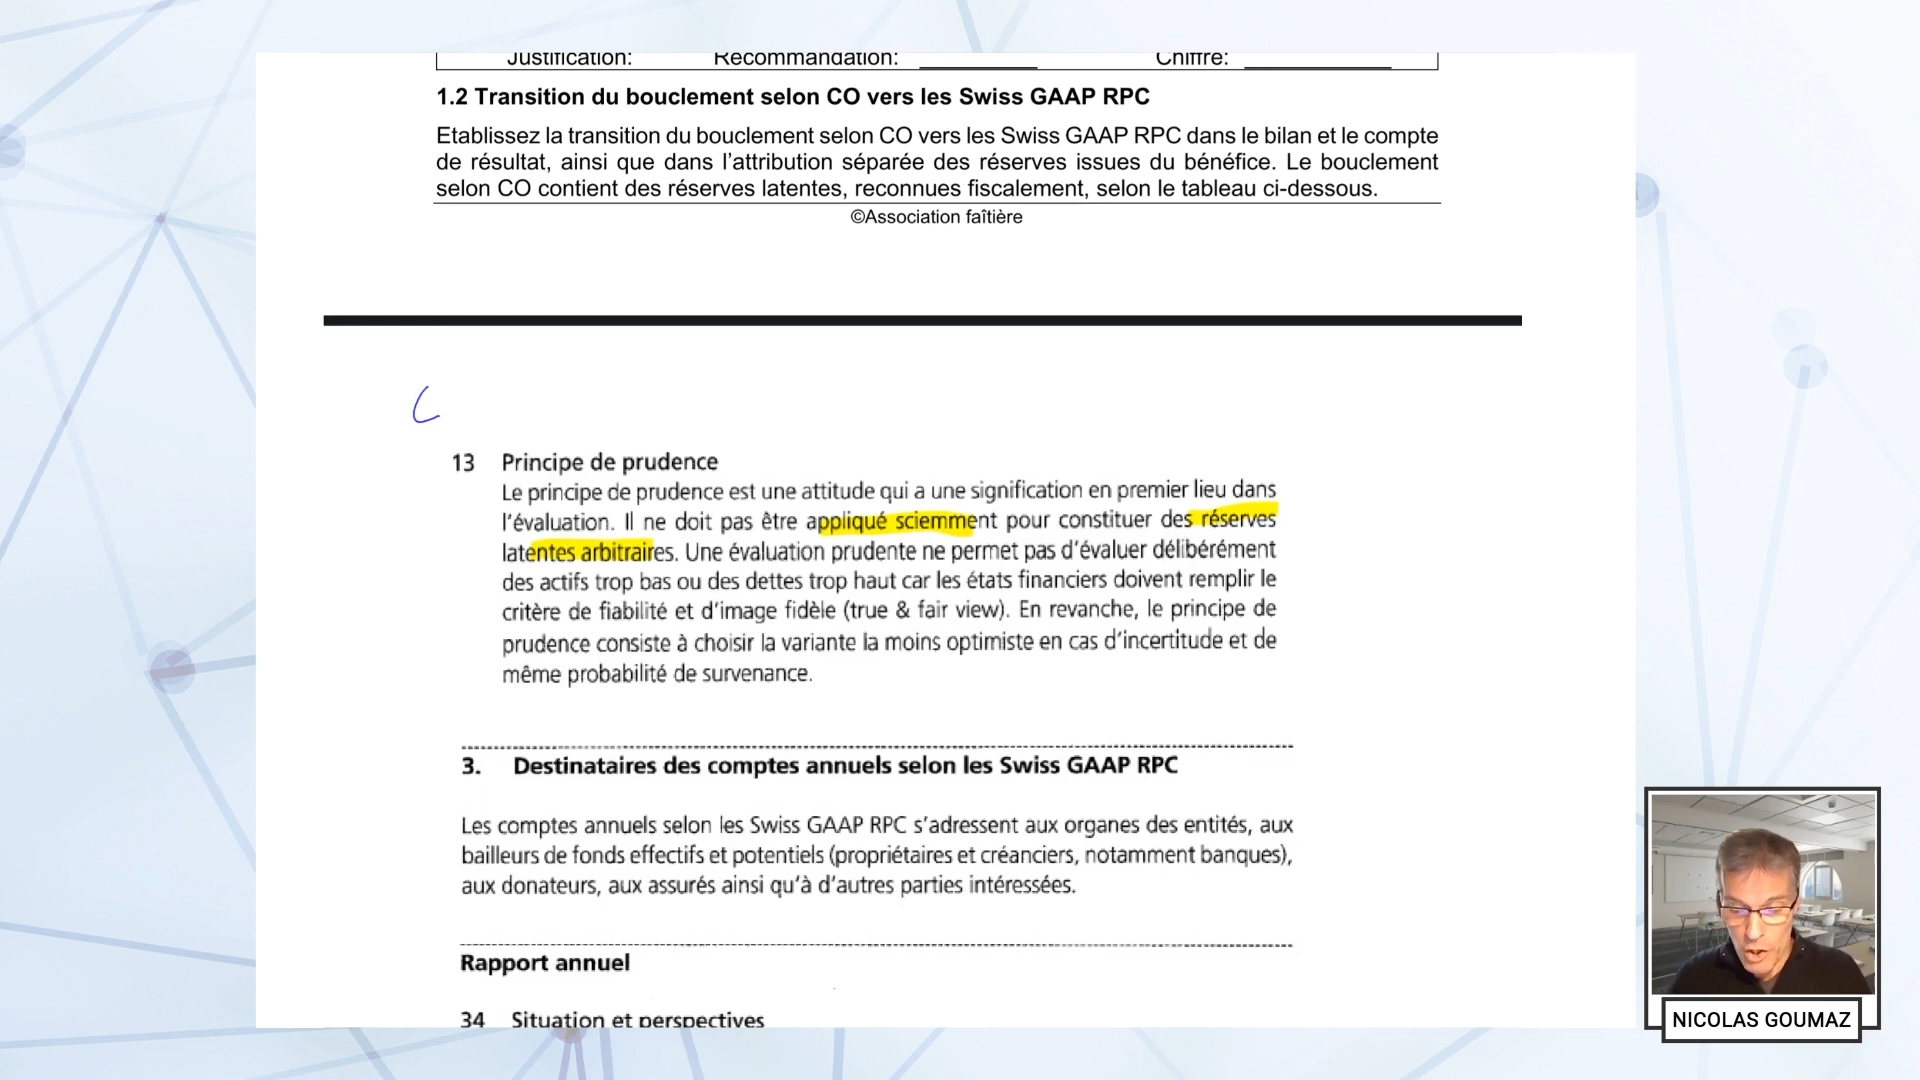 Justification: Recommandation: __________ Chiffre: ____________
1.2 Transition du bouclement selon CO vers les Swiss GAAP RPC
Etablissez la transition du bouclement selon CO vers les Swiss GAAP RPC dans le bilan et le compte
de résultat, ainsi que dans l'attribution séparée des réserves issues du bénéfice. Le bouclement
selon CO contient des réserves latentes, reconnues fiscalement, selon le tableau ci-dessous.
©Association faîtière
13 Principe de prudence
Le principe de prudence est une attitude qui a une signification en premier lieu dans
l'évaluation. Il ne doit pas être appliqué sciemment pour constituer des réserves
latentes arbitraires. Une évaluation prudente ne permet pas d'évaluer délibérément
des actifs trop bas ou des dettes trop haut car les états financiers doivent remplir le
critère de fiabilité et d'image fidèle (true & fair view). En revanche, le principe de
prudence consiste à choisir la variante la moins optimiste en cas d'incertitude et de
même probabilité de survenance.
3. Destinataires des comptes annuels selon les Swiss GAAP RPC
Les comptes annuels selon les Swiss GAAP RPC s'adressent aux organes des entités, aux
bailleurs de fonds effectifs et potentiels (propriétaires et créanciers, notamment banques),
aux donateurs, aux assurés ainsi qu'à d'autres parties intéressées.
Rapport annuel
34 Situation et perspectives
NICOLAS GOUMAZ